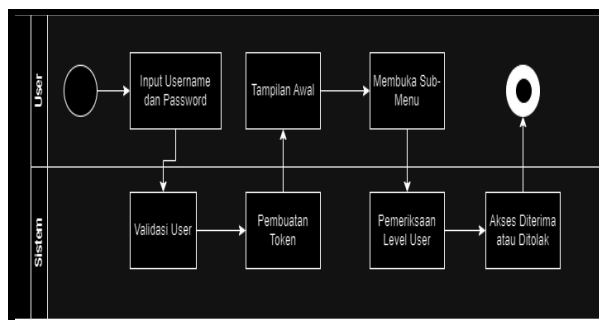 User
Input Username
dan Password
Tampilan Awal
Membuka Sub-
Menu
Sistem
Validasi User
Pembuatan
Token
Pemeriksaan
Level User
Akses Diterima
atau Ditolak